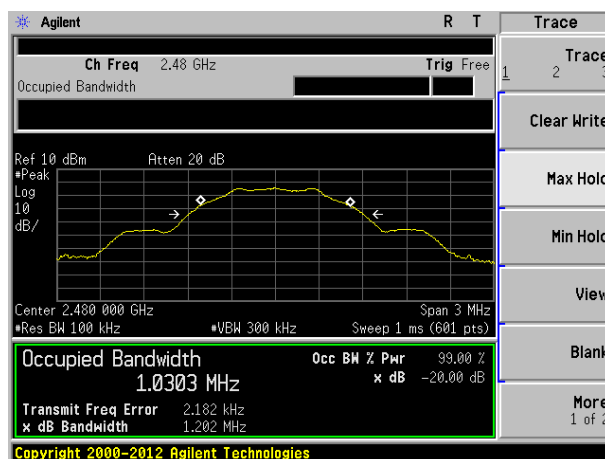 Agilent R T Trace
Ch Freq 2.48 GHz Trig Free
Occupied Bandwidth
Trace
1 2 3
Clear Write
Max Hold
Min Hold
View
Blank
More
1 of 2
Ref 10 dBm Atten 20 dB
#Peak
Log
10
dB/
Center 2.480 000 GHz Span 3 MHz
#Res BW 100 kHz #VBW 300 kHz Sweep 1 ms (601 pts)
Occupied Bandwidth Occ BW % Pwr 99.00 %
1.0303 MHz x dB -20.00 dB
Transmit Freq Error 2.182 kHz
x dB Bandwidth 1.202 MHz
Copyright 2000-2012 Agilent Technologies